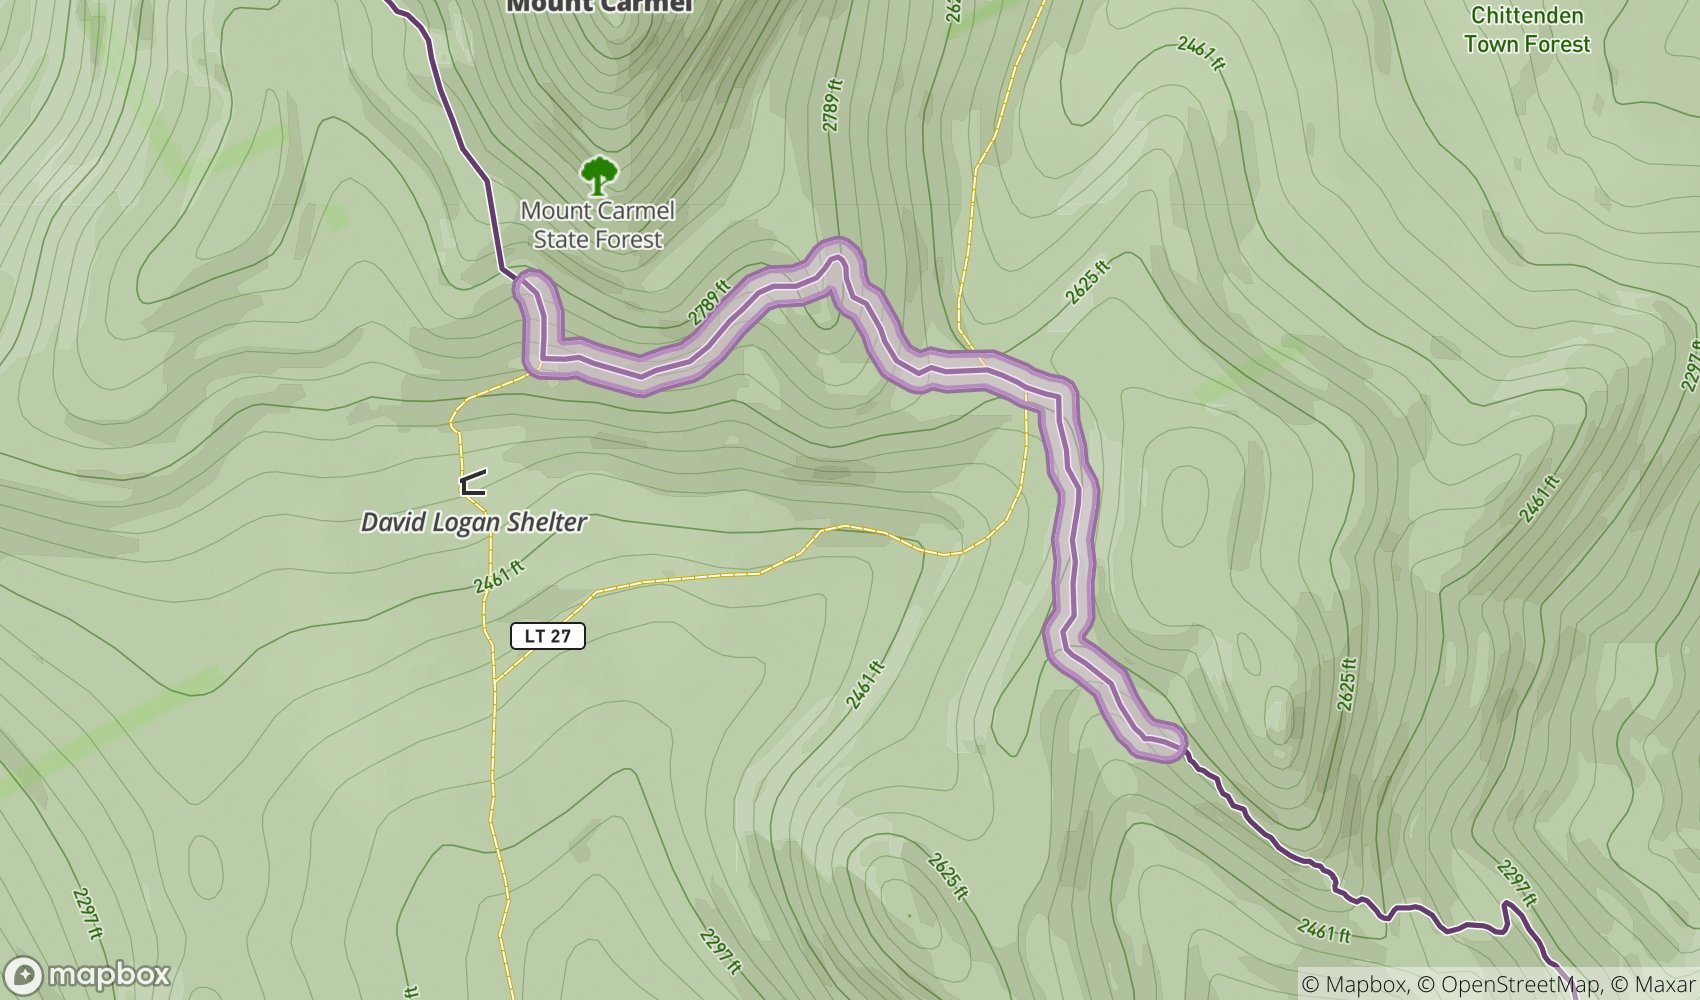 Mount Carmel
Chittenden
Town Forest
2461 ft
2789 ft
Mount Carmel
State Forest
2625 ft
2789 ft
2297 ft
2461 ft
David Logan Shelter
2461 ft
LT 27
2461 ft
2625 ft
2625 ft
2297 ft
2297 ft
2461 ft
2297 ft
ft
mapbox
© Mapbox, © OpenStreetMap, © Maxar